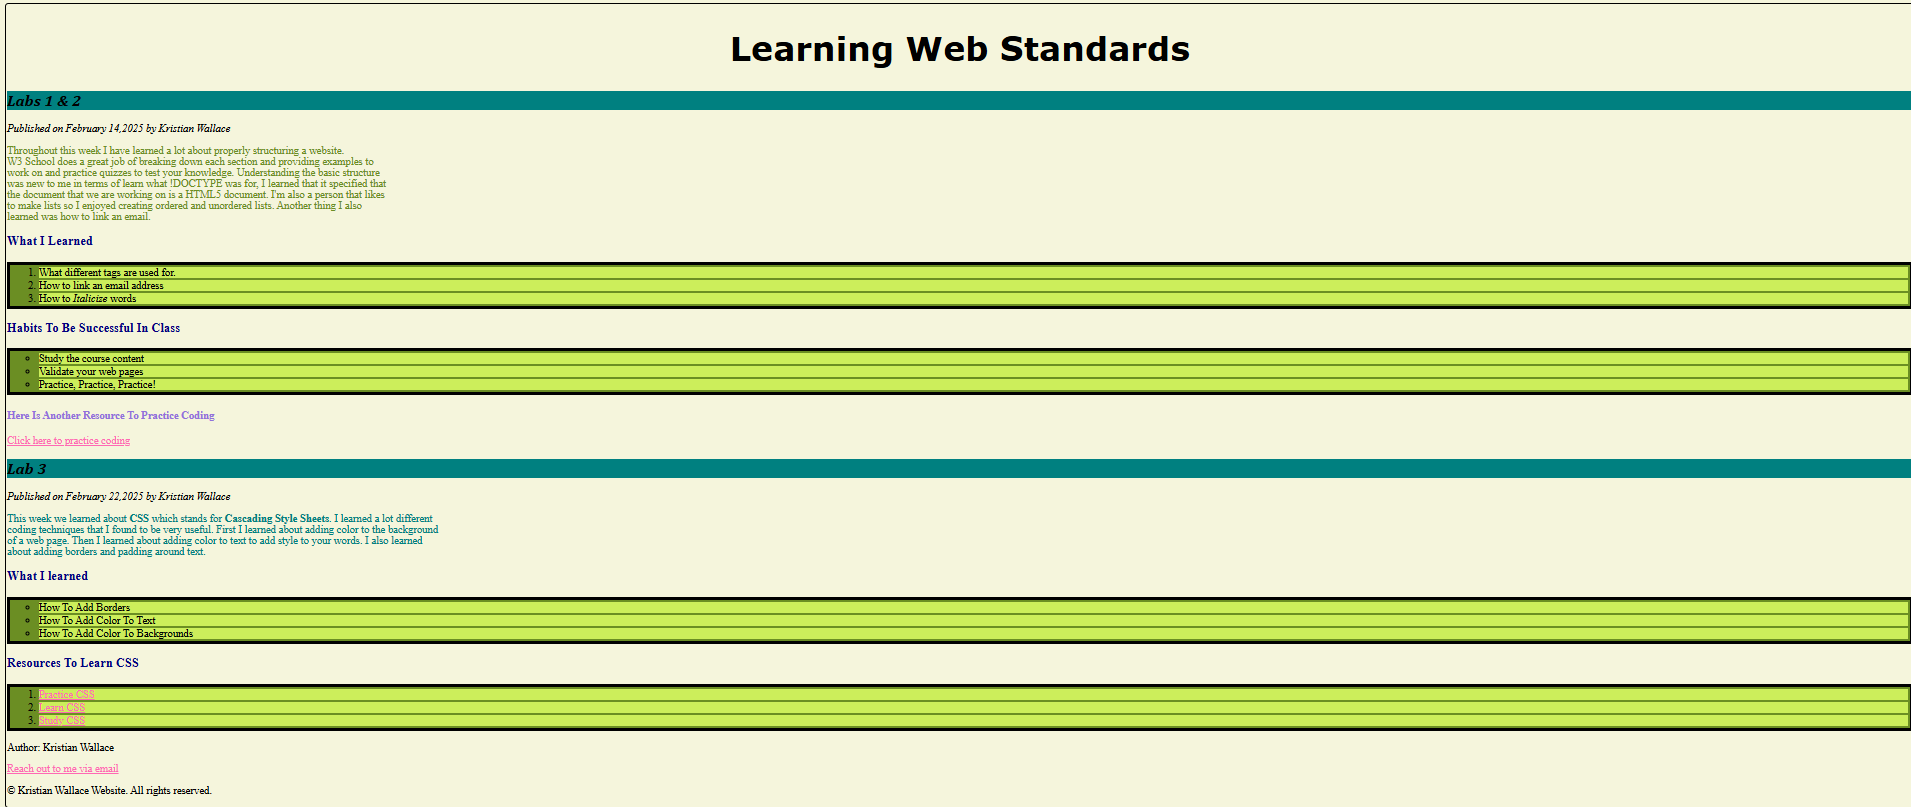 Learning Web Standards
Labs 1 & 2
Published on February 14,2025 by Kristian Wallace
Throughout this week I have learned a lot about properly structuring a website.
W3 School does a great job of breaking down each section and providing examples to
work on and practice quizzes to test your knowledge. Understanding the basic structure
was new to me in terms of learn what !DOCTYPE was for, I learned that it specified that
the document that we are working on is a HTML5 document. I'm also a person that likes
to make lists so I enjoyed creating ordered and unordered lists. Another thing I also
learned was how to link an email.
What I Learned
1. What different tags are used for.
2. How to link an email address
3. How to Italicize words
Habits To Be Successful In Class
Study the course content
Validate your web pages
Practice, Practice, Practice!
Here Is Another Resource To Practice Coding
Click here to practice coding
Lab 3
Published on February 22,2025 by Kristian Wallace
This week we learned about CSS which stands for Cascading Style Sheets. I learned a lot different
coding techniques that I found to be very useful. First I learned about adding color to the background
of a web page. Then I learned about adding color to text to add style to your words. I also learned
about adding borders and padding around text.
What I learned
How To Add Borders
How To Add Color To Text
How To Add Color To Backgrounds
Resources To Learn CSS
1. Practice CSS
2. Learn CSS
3. Study CSS
Author: Kristian Wallace
Reach out to me via email
© Kristian Wallace Website. All rights reserved.